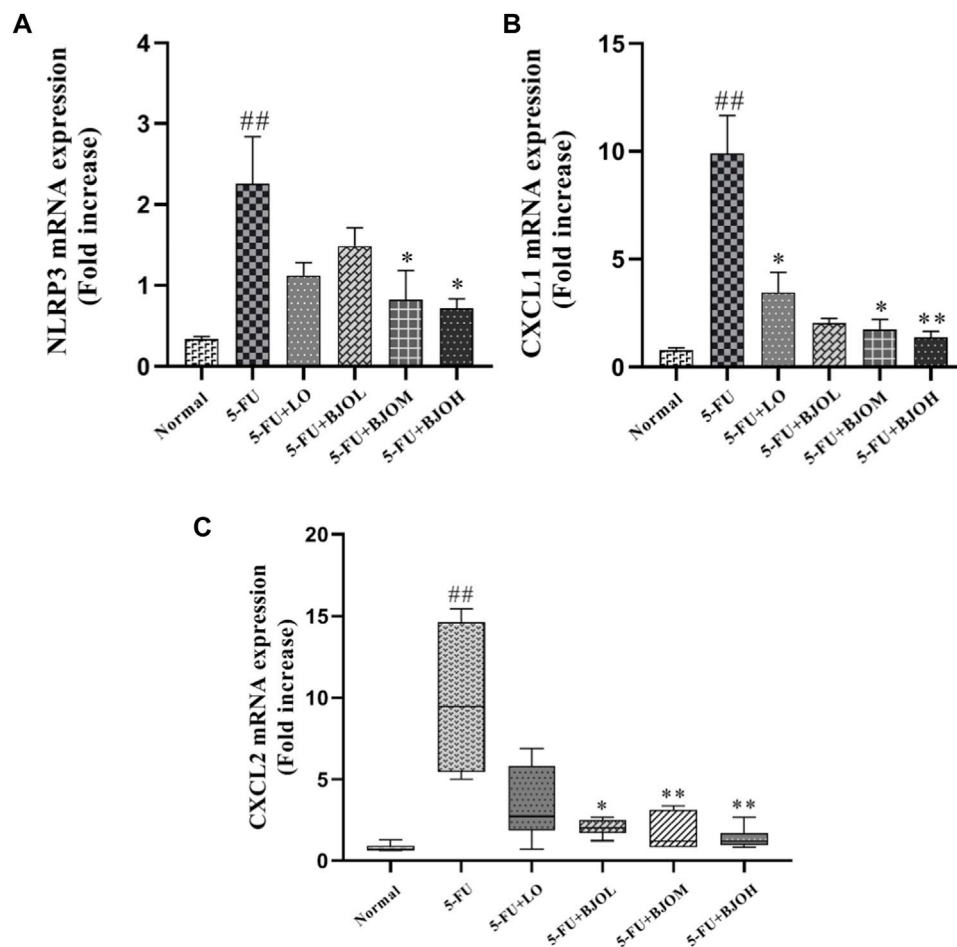 A
NLRP3 mRNA expression
(Fold increase)
4
3
2
1
0
##
*
*
Normal
5-FU
5-FU+LO
5-FU+BJOL
5-FU+BJOM
5-FU+BJOH
B
CXCL1 mRNA expression
(Fold increase)
15
10
5
0
##
*
*
**
Normal
5-FU
5-FU+LO
5-FU+BJOL
5-FU+BJOM
5-FU+BJOH
C
CXCL2 mRNA expression
(Fold increase)
20
15
10
5
0
##
*
**
**
Normal
5-FU
5-FU+LO
5-FU+BJOL
5-FU+BJOM
5-FU+BJOH